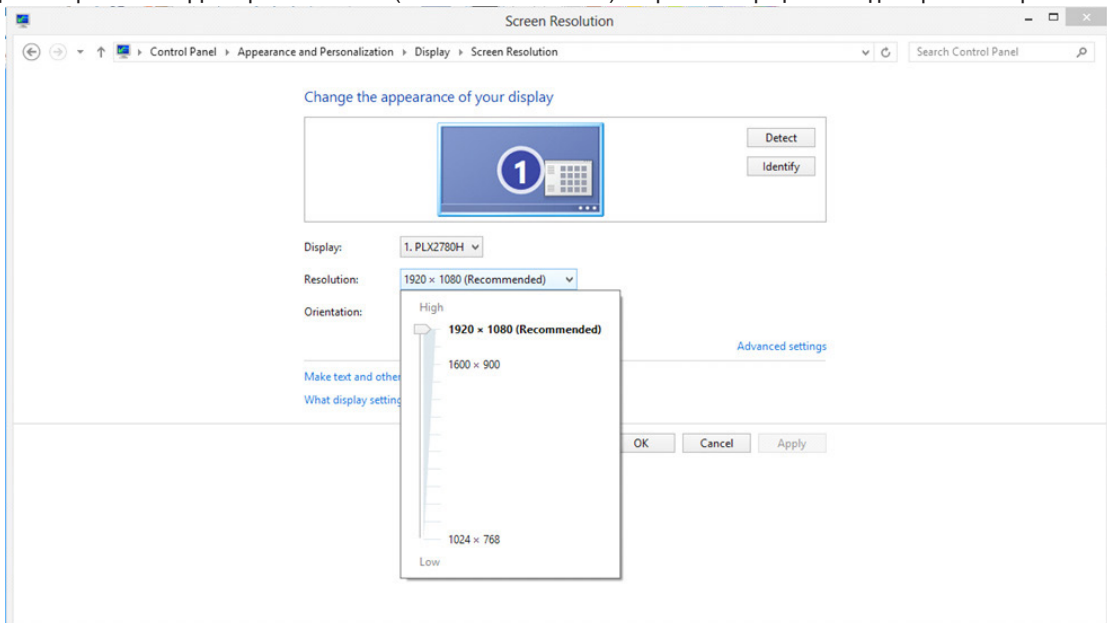 Screen Resolution
Control Panel Appearance and Personalization Display Screen Resolution
Search Control Panel
Change the appearance of your display
1
Detect
Identify
Display: 1. PLX2780H
Resolution: 1920 × 1080 (Recommended)
Orientation:
High
1920 × 1080 (Recommended)
1600 × 900
1024 × 768
Low
Advanced settings
Make text and other
What display setting
OK Cancel Apply